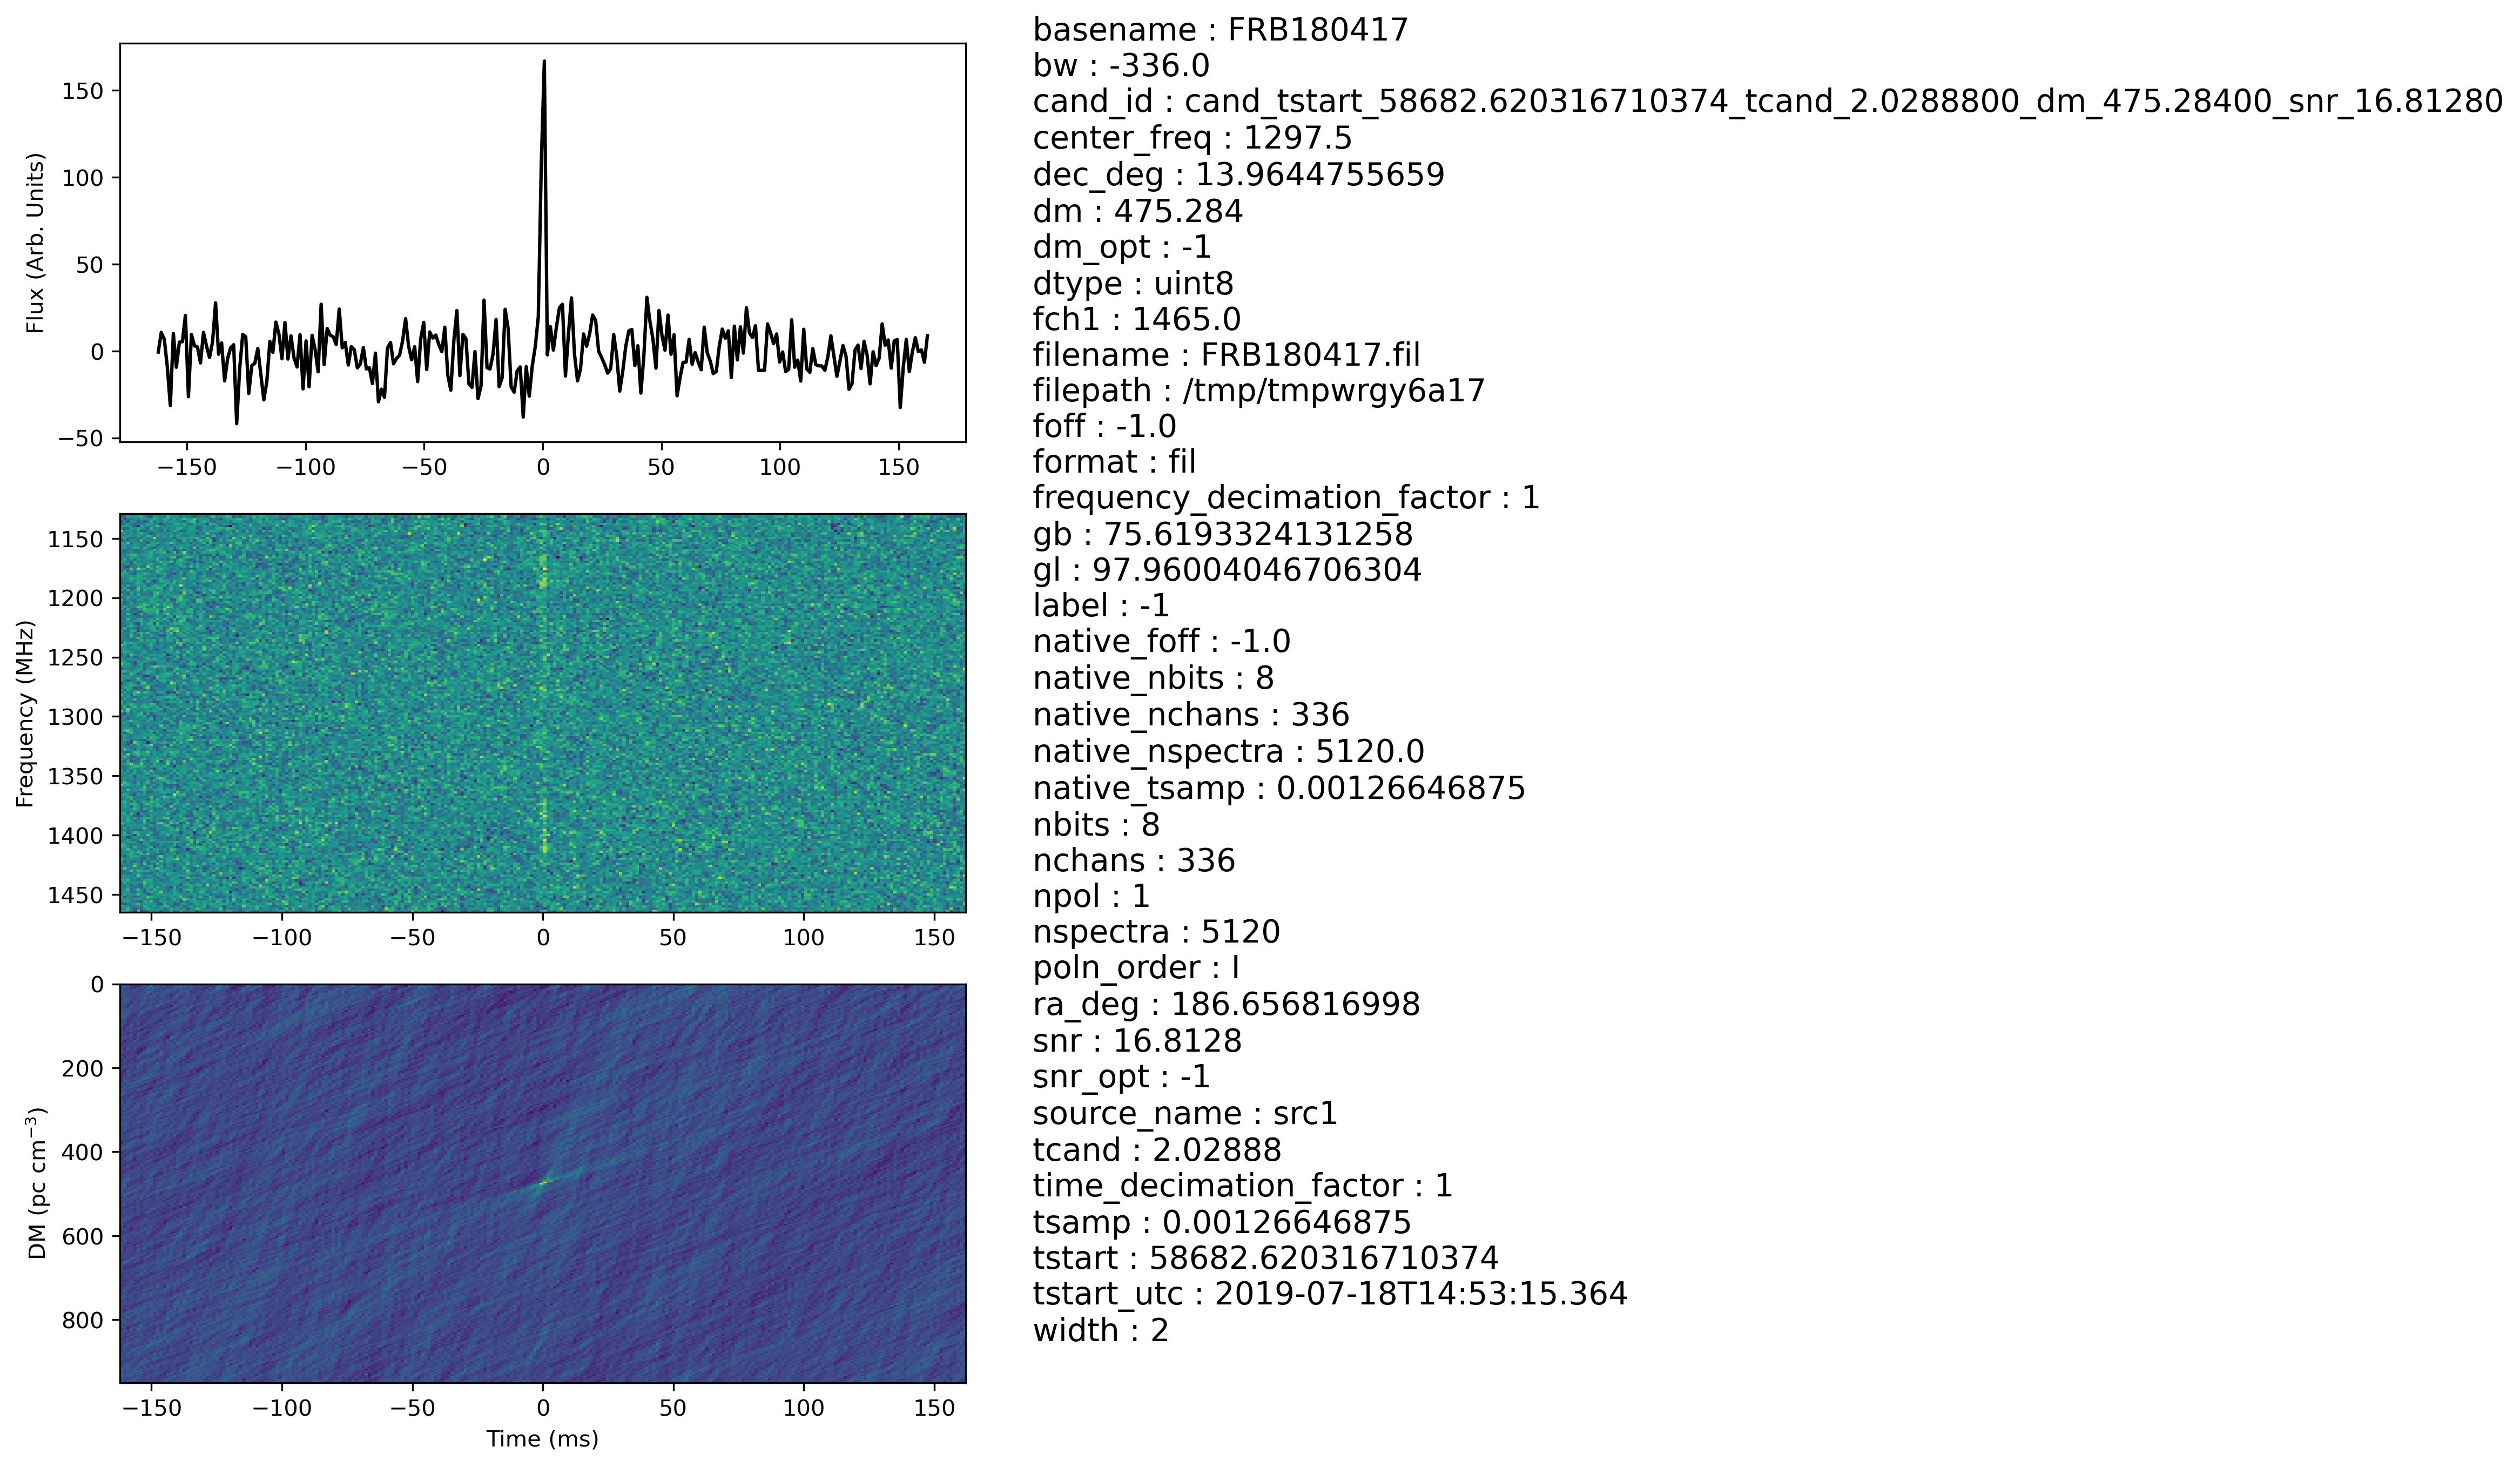 150
100
50
0
−50
Flux (Arb. Units)
−150 −100 −50 0 50 100 150
1150
1200
1250
1300
1350
1400
1450
Frequency (MHz)
−150 −100 −50 0 50 100 150
0
200
400
600
800
DM (pc cm⁻³)
−150 −100 −50 0 50 100 150
Time (ms)
basename : FRB180417
bw : -336.0
cand_id : cand_tstart_58682.620316710374_tcand_2.0288800_dm_475.28400_snr_16.81280
center_freq : 1297.5
dec_deg : 13.9644755659
dm : 475.284
dm_opt : -1
dtype : uint8
fch1 : 1465.0
filename : FRB180417.fil
filepath : /tmp/tmpwrgy6a17
foff : -1.0
format : fil
frequency_decimation_factor : 1
gb : 75.6193324131258
gl : 97.96004046706304
label : -1
native_foff : -1.0
native_nbits : 8
native_nchans : 336
native_nspectra : 5120.0
native_tsamp : 0.00126646875
nbits : 8
nchans : 336
npol : 1
nspectra : 5120
poln_order : I
ra_deg : 186.656816998
snr : 16.8128
snr_opt : -1
source_name : src1
tcand : 2.02888
time_decimation_factor : 1
tsamp : 0.00126646875
tstart : 58682.620316710374
tstart_utc : 2019-07-18T14:53:15.364
width : 2